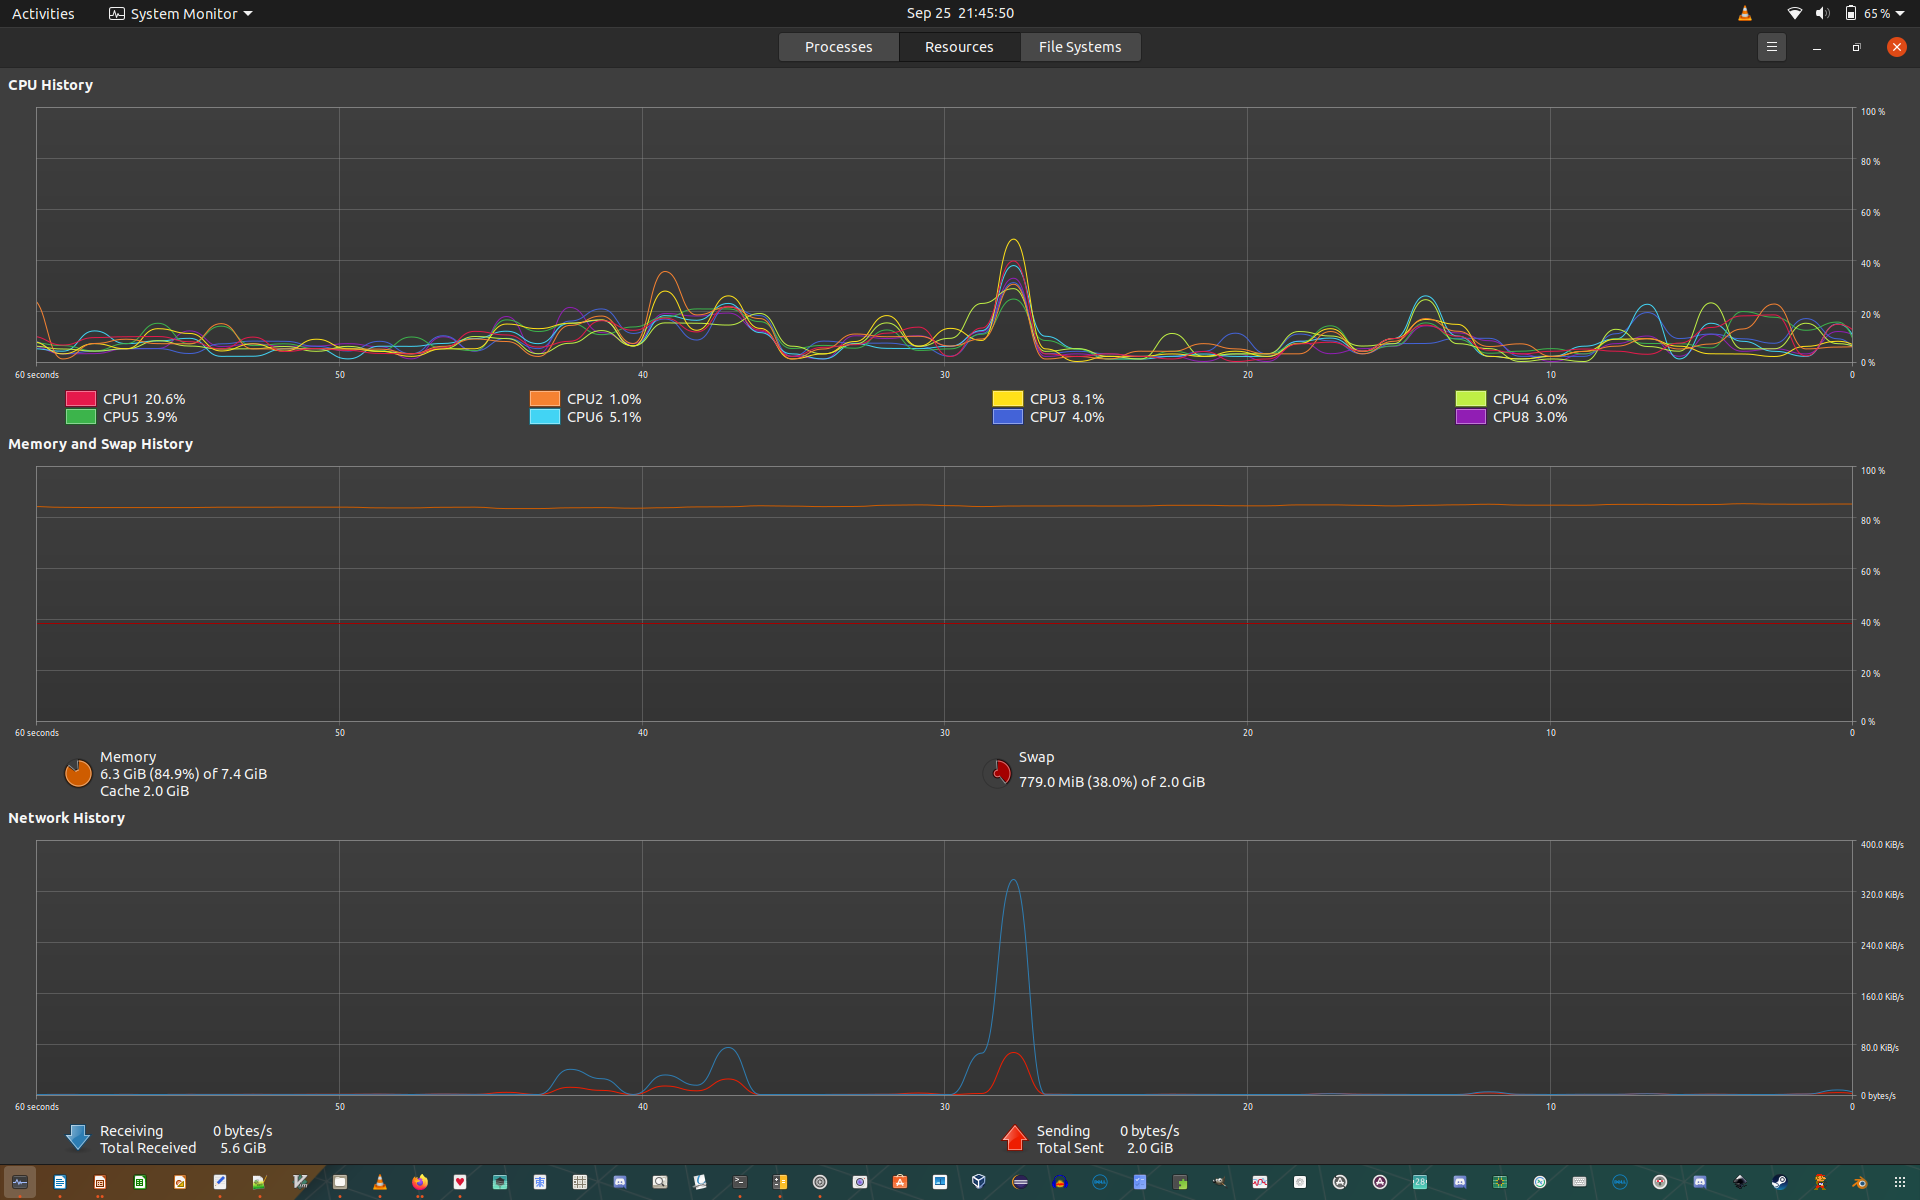 Activities System Monitor Sep 25 21:45:50 65 %
Processes Resources File Systems
CPU History
100 %
80 %
60 %
40 %
20 %
0 %
60 seconds 50 40 30 20 10 0
CPU1 20.6% CPU2 1.0% CPU3 8.1% CPU4 6.0%
CPU5 3.9% CPU6 5.1% CPU7 4.0% CPU8 3.0%
Memory and Swap History
100 %
80 %
60 %
40 %
20 %
0 %
60 seconds 50 40 30 20 10 0
Memory
6.3 GiB (84.9%) of 7.4 GiB
Cache 2.0 GiB
Swap
779.0 MiB (38.0%) of 2.0 GiB
Network History
400.0 KiB/s
320.0 KiB/s
240.0 KiB/s
160.0 KiB/s
80.0 KiB/s
0 bytes/s
60 seconds 50 40 30 20 10 0
Receiving 0 bytes/s
Total Received 5.6 GiB
Sending 0 bytes/s
Total Sent 2.0 GiB